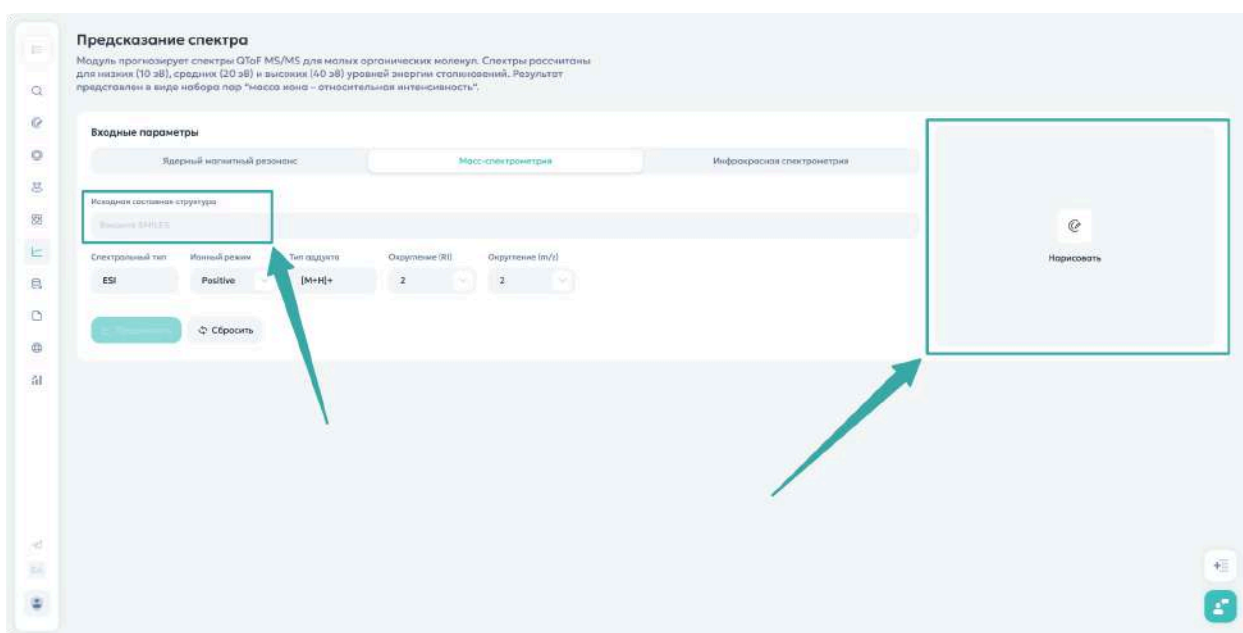 Предсказание спектра
Модуль прогнозирует спектры QToF MS/MS для малых органических молекул. Спектры рассчитаны
для низких (10 эВ), средних (20 эВ) и высоких (40 эВ) уровней энергии столкновений. Результат
представлен в виде набора пар "масса иона – относительная интенсивность".
Входные параметры
Ядерный магнитный резонанс
Масс-спектрометрия
Инфракрасная спектрометрия
Исходная составная структура
Введите SMILES
Нарисовать
Спектральный тип
Ионный режим
Тип аддукта
Округление (RI)
Округление (m/z)
ESI
Positive
[M+H]+
2
2
Сбросить